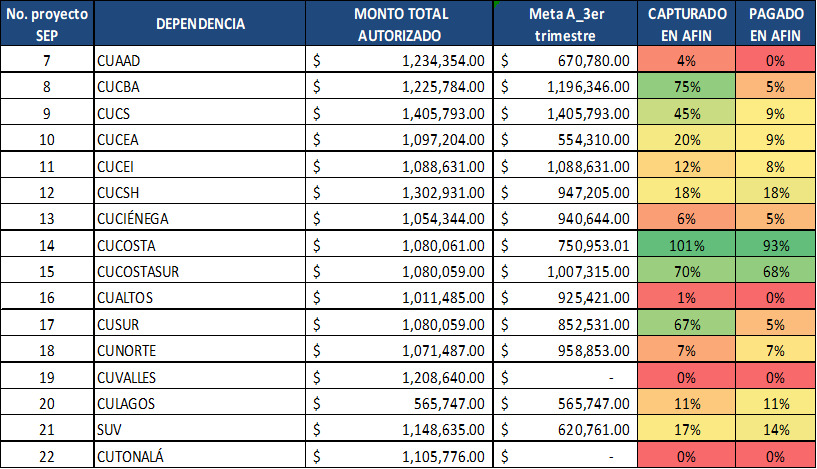 No. proyecto SEP DEPENDENCIA MONTO TOTAL AUTORIZADO Meta A_3er trimestre CAPTURADO EN AFIN PAGADO EN AFIN
7 CUAAD $ 1,234,354.00 $ 670,780.00 4% 0%
8 CUCBA $ 1,225,784.00 $ 1,196,346.00 75% 5%
9 CUCS $ 1,405,793.00 $ 1,405,793.00 45% 9%
10 CUCEA $ 1,097,204.00 $ 554,310.00 20% 9%
11 CUCEI $ 1,088,631.00 $ 1,088,631.00 12% 8%
12 CUCSH $ 1,302,931.00 $ 947,205.00 18% 18%
13 CUCIÉNEGA $ 1,054,344.00 $ 940,644.00 6% 5%
14 CUCOSTA $ 1,080,061.00 $ 750,953.01 101% 93%
15 CUCOSTASUR $ 1,080,059.00 $ 1,007,315.00 70% 68%
16 CUALTOS $ 1,011,485.00 $ 925,421.00 1% 0%
17 CUSUR $ 1,080,059.00 $ 852,531.00 67% 5%
18 CUNORTE $ 1,071,487.00 $ 958,853.00 7% 7%
19 CUVALLES $ 1,208,640.00 $ - 0% 0%
20 CULAGOS $ 565,747.00 $ 565,747.00 11% 11%
21 SUV $ 1,148,635.00 $ 620,761.00 17% 14%
22 CUTONALÁ $ 1,105,776.00 $ - 0% 0%